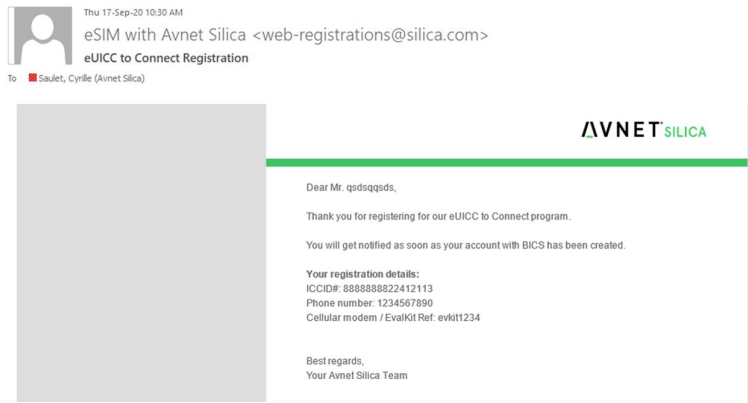 Thu 17-Sep-20 10:30 AM
eSIM with Avnet Silica <web-registrations@silica.com>
eUICC to Connect Registration
To Saulet, Cyrille (Avnet Silica)
AVNET SILICA
Dear Mr. qsdsqqsds,
Thank you for registering for our eUICC to Connect program.
You will get notified as soon as your account with BICS has been created.
Your registration details:
ICCID#: 8888888822412113
Phone number: 1234567890
Cellular modem / EvalKit Ref: evkit1234
Best regards,
Your Avnet Silica Team